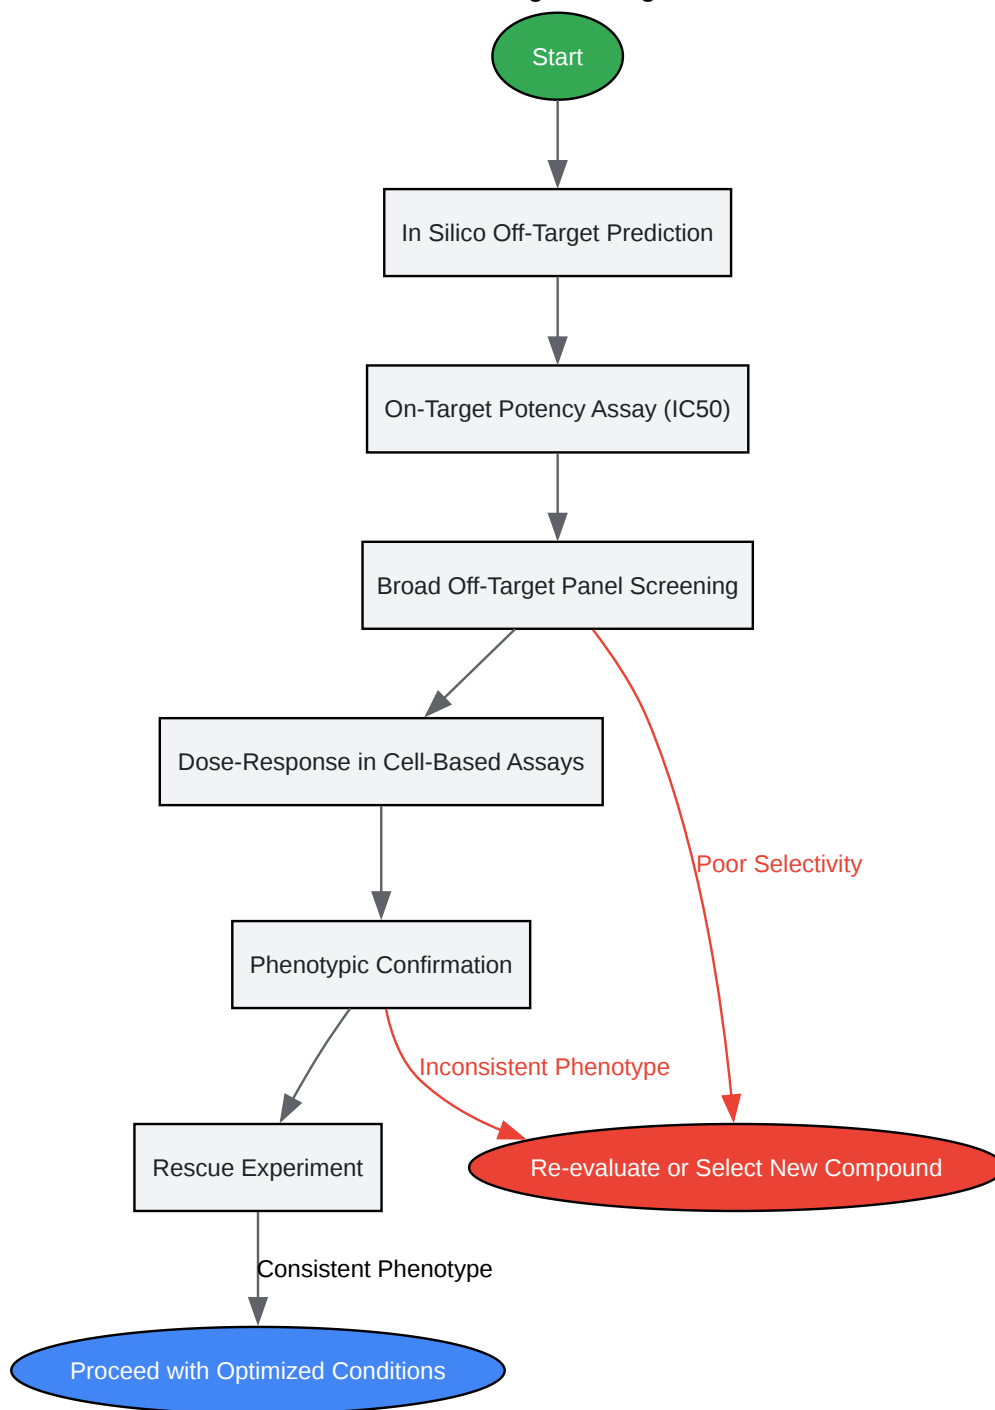 Start
In Silico Off-Target Prediction
On-Target Potency Assay (IC50)
Broad Off-Target Panel Screening
Dose-Response in Cell-Based Assays
Poor Selectivity
Phenotypic Confirmation
Inconsistent Phenotype
Rescue Experiment
Re-evaluate or Select New Compound
Consistent Phenotype
Proceed with Optimized Conditions